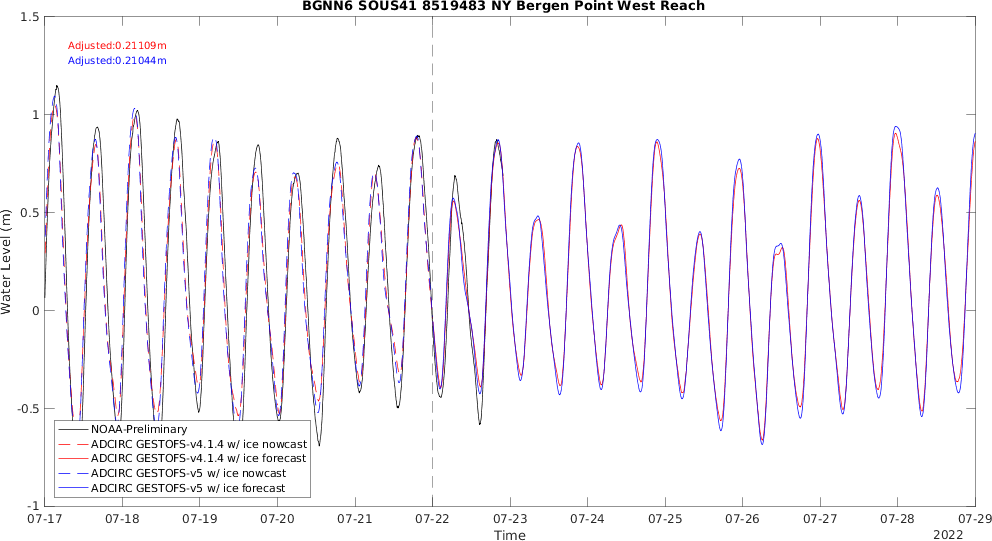 BGNN6 SOUS41 8519483 NY Bergen Point West Reach
1.5
Adjusted:0.21109m
Adjusted:0.21044m
1
0.5
Water Level (m)
0
-0.5
NOAA-Preliminary
ADCIRC GESTOFS-v4.1.4 w/ ice nowcast
ADCIRC GESTOFS-v4.1.4 w/ ice forecast
ADCIRC GESTOFS-v5 w/ ice nowcast
ADCIRC GESTOFS-v5 w/ ice forecast
-1
07-17 07-18 07-19 07-20 07-21 07-22 07-23 07-24 07-25 07-26 07-27 07-28 07-29
Time
2022